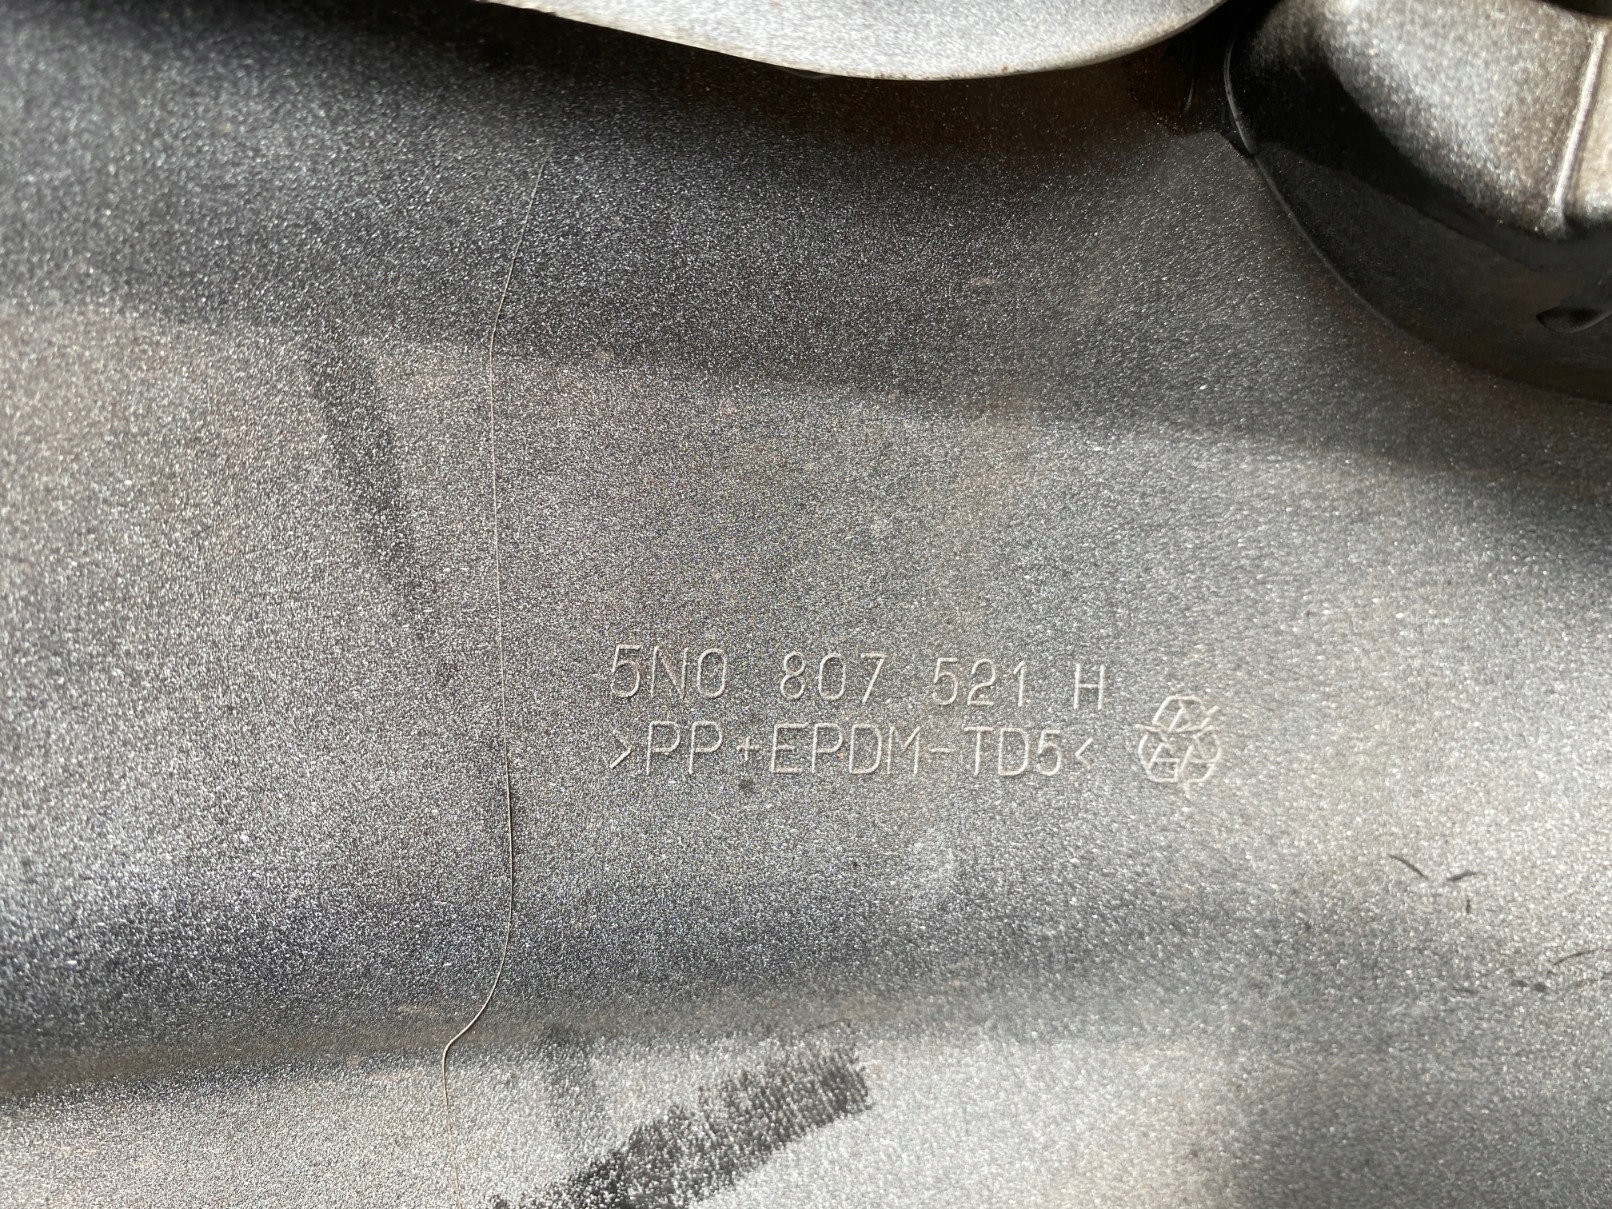 5N0 807 521 H
>PP+EPDM-TD5<